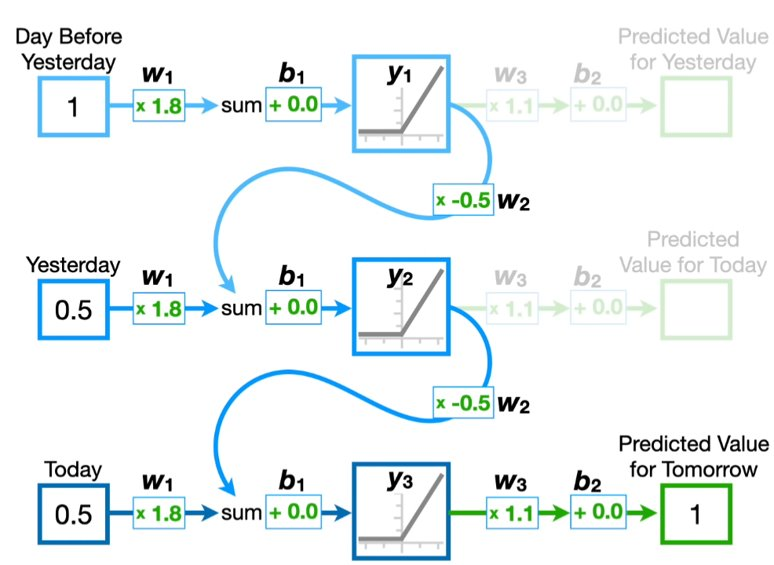 Day Before
Yesterday
w₁ b₁ y₁ w₃ b₂
Predicted Value
for Yesterday
1 x 1.8 sum + 0.0 x 1.1 + 0.0
x -0.5 w₂
Yesterday
w₁ b₁ y₂ w₃ b₂
Predicted
Value for Today
0.5 x 1.8 sum + 0.0 x 1.1 + 0.0
x -0.5 w₂
Today
w₁ b₁ y₃ w₃ b₂
Predicted Value
for Tomorrow
0.5 x 1.8 sum + 0.0 x 1.1 + 0.0 1